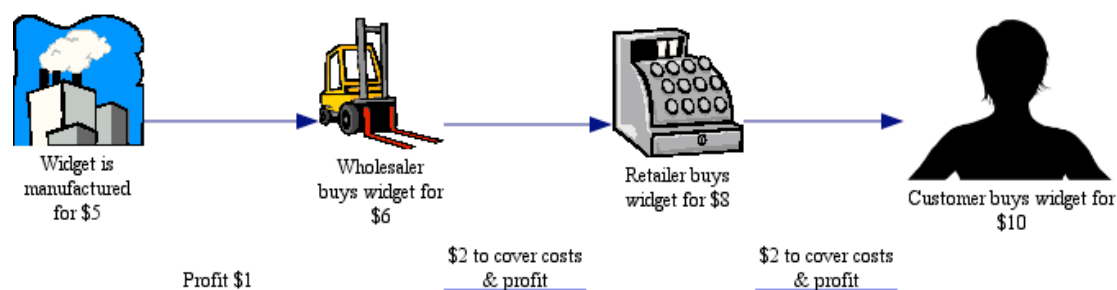 Widget is
manufactured
for $5
Wholesaler
buys widget for
$6
Retailer buys
widget for $8
Customer buys widget for
$10
Profit $1
$2 to cover costs
& profit
$2 to cover costs
& profit